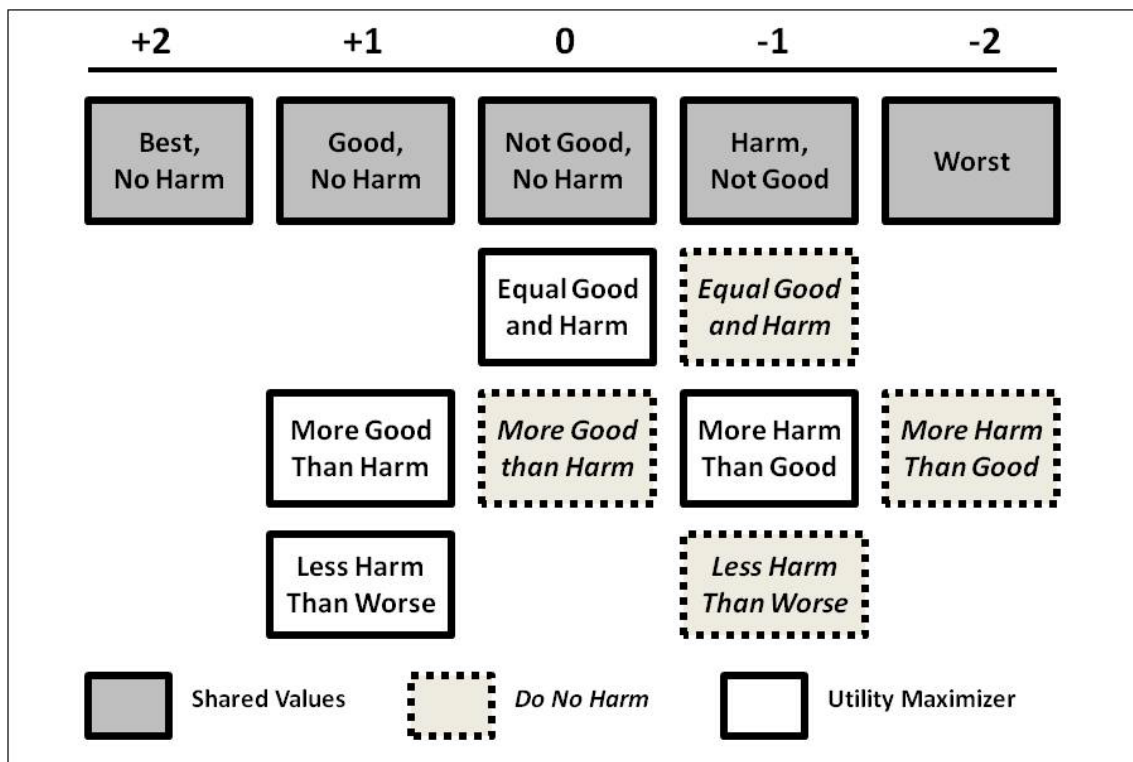 +2 +1 0 -1 -2
Best,
No Harm
Good,
No Harm
Not Good,
No Harm
Harm,
Not Good
Worst
Equal Good
and Harm
Equal Good
and Harm
More Good
Than Harm
More Good
than Harm
More Harm
Than Good
More Harm
Than Good
Less Harm
Than Worse
Less Harm
Than Worse
Shared Values
Do No Harm
Utility Maximizer